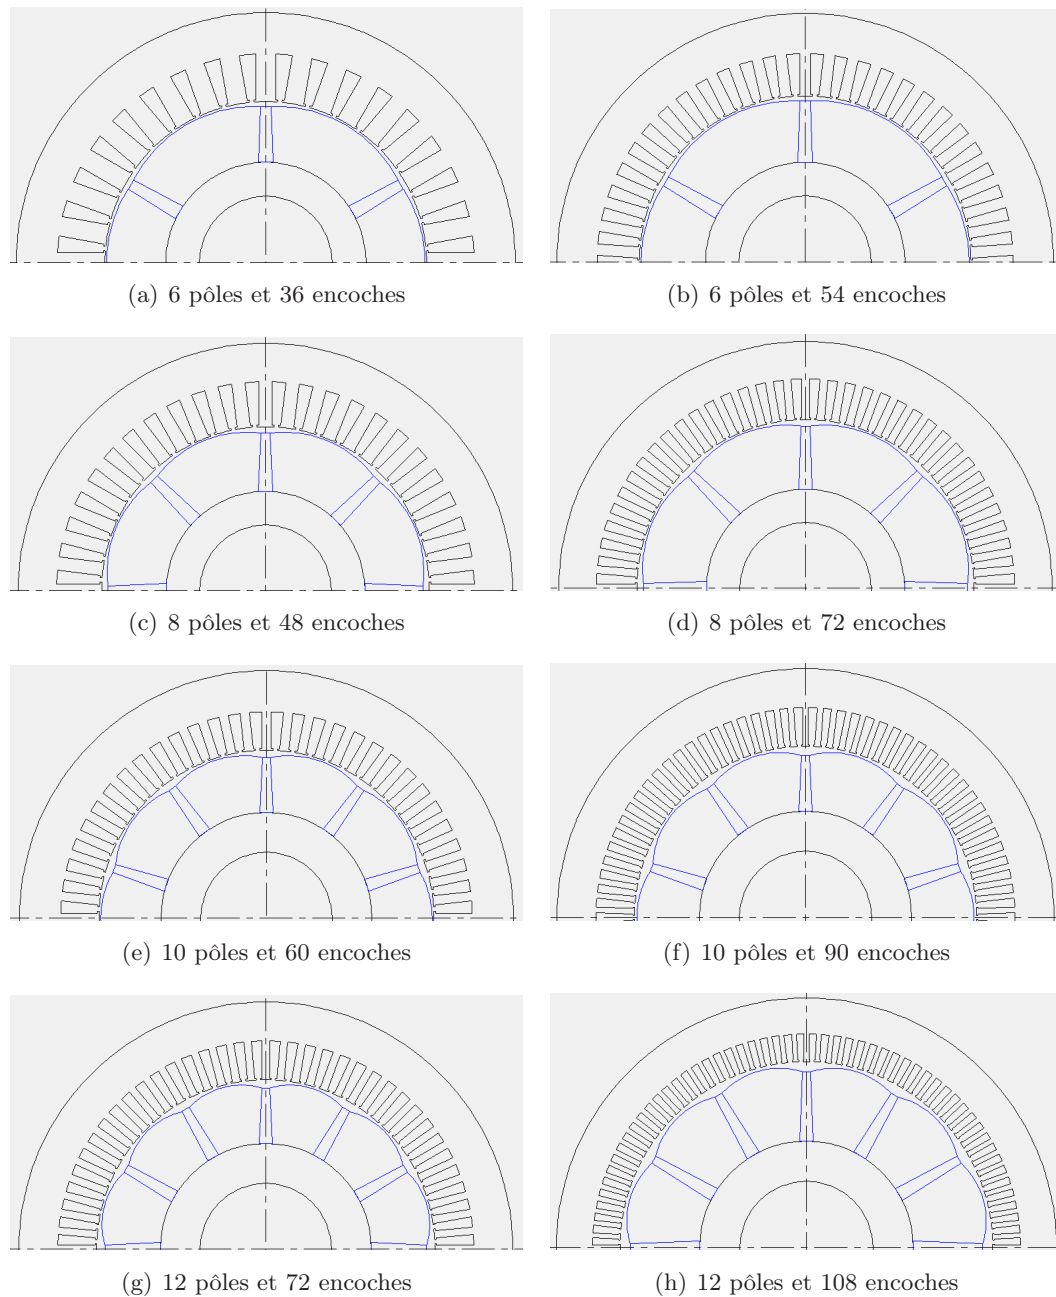 (a) 6 pôles et 36 encoches
(b) 6 pôles et 54 encoches
(c) 8 pôles et 48 encoches
(d) 8 pôles et 72 encoches
(e) 10 pôles et 60 encoches
(f) 10 pôles et 90 encoches
(g) 12 pôles et 72 encoches
(h) 12 pôles et 108 encoches